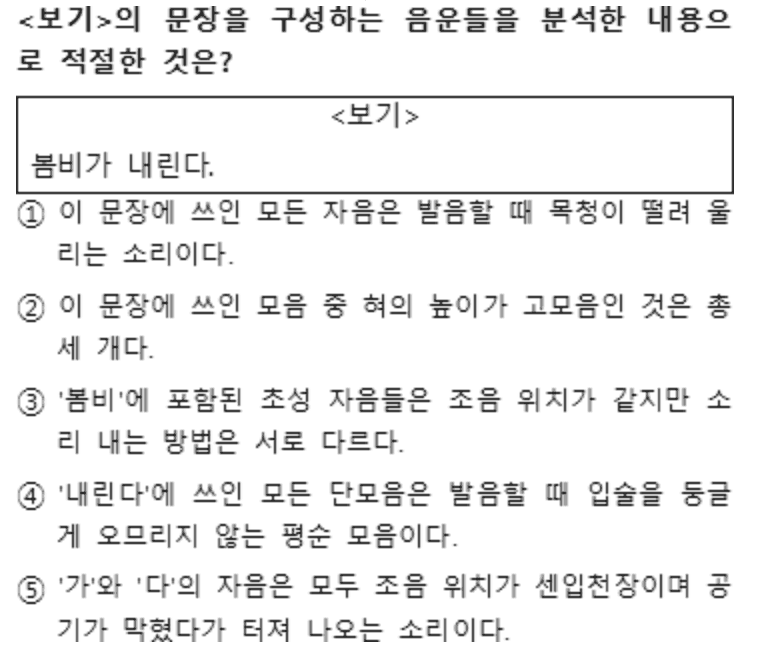 <보기>의 문장을 구성하는 음운들을 분석한 내용으
로 적절한 것은?
<보기>
봄비가 내린다.
① 이 문장에 쓰인 모든 자음은 발음할 때 목청이 떨려 울
리는 소리이다.
② 이 문장에 쓰인 모음 중 혀의 높이가 고모음인 것은 총
세 개다.
③ '봄비'에 포함된 초성 자음들은 조음 위치가 같지만 소
리 내는 방법은 서로 다르다.
④ '내린다'에 쓰인 모든 단모음은 발음할 때 입술을 둥글
게 오므리지 않는 평순 모음이다.
⑤ '가'와 '다'의 자음은 모두 조음 위치가 센입천장이며 공
기가 막혔다가 터져 나오는 소리이다.